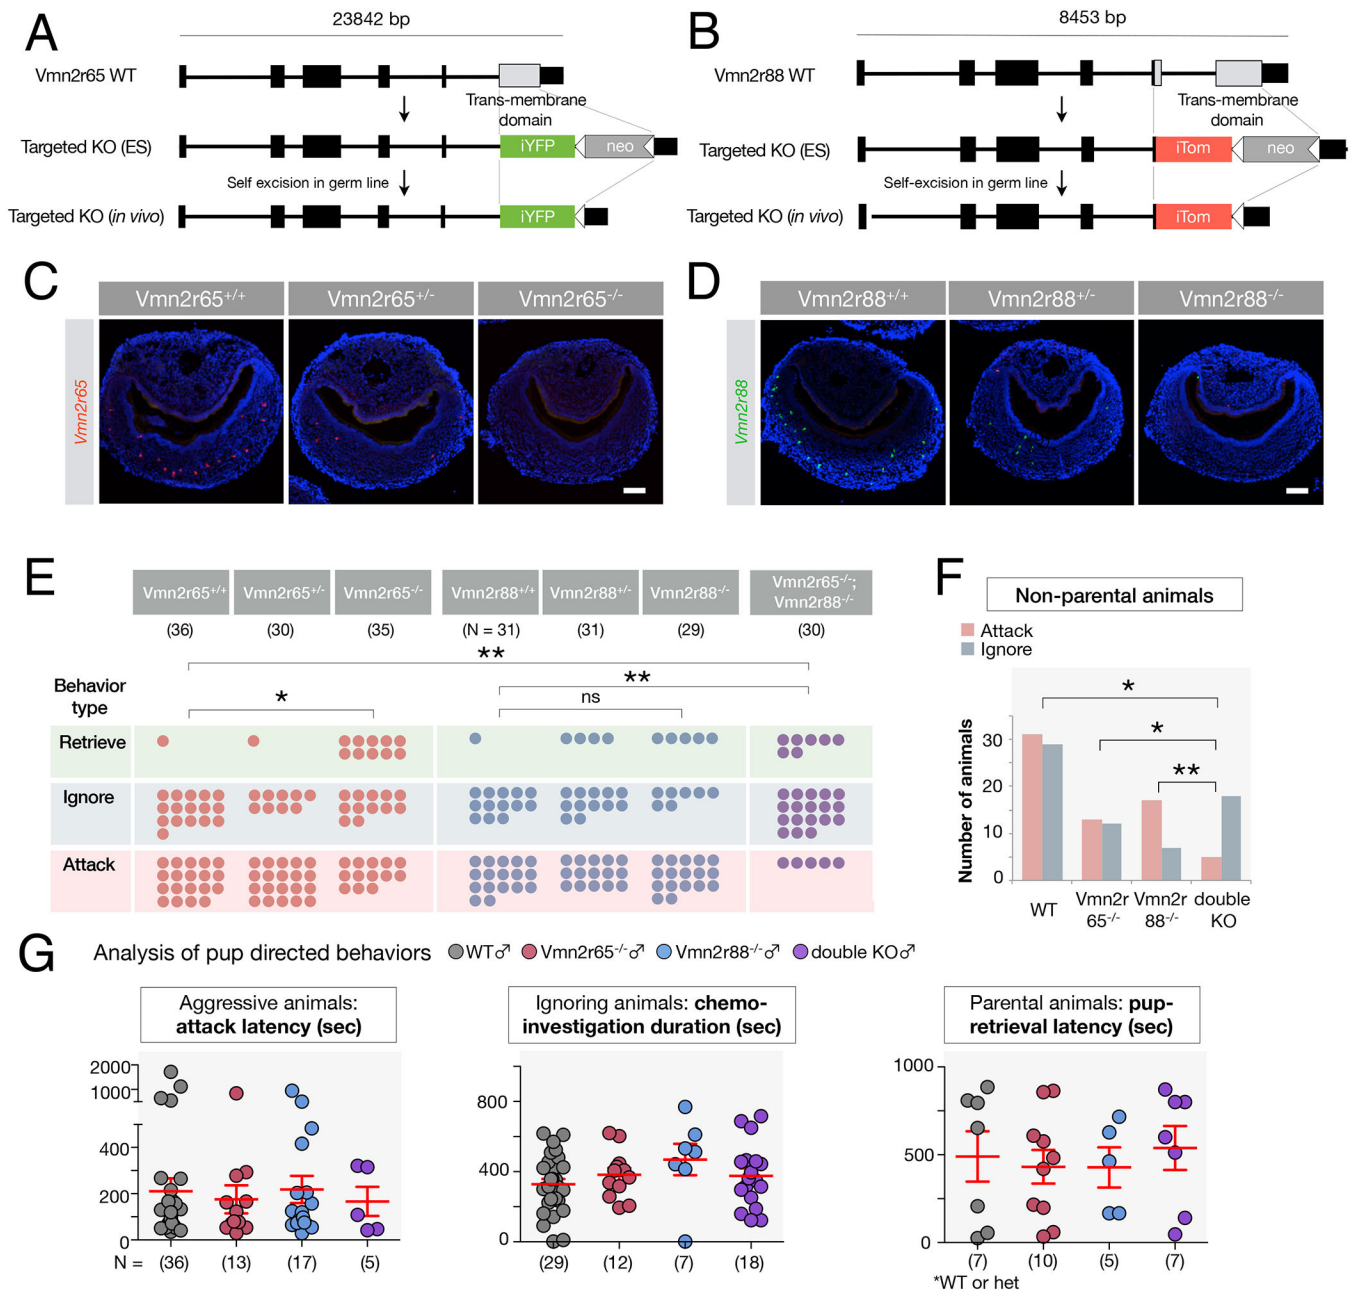 A
23842 bp
Vmn2r65 WT
Trans-membrane
domain
Targeted KO (ES)
iYFP
neo
Self excision in germ line
Targeted KO (in vivo)
iYFP
B
8453 bp
Vmn2r88 WT
Trans-membrane
domain
Targeted KO (ES)
iTom
neo
Self-excision in germ line
Targeted KO (in vivo)
iTom
C
Vmn2r65+/+
Vmn2r65+/-
Vmn2r65-/-
Vmn2r65
D
Vmn2r88+/+
Vmn2r88+/-
Vmn2r88-/-
Vmn2r88
E
Vmn2r65+/+
Vmn2r65+/-
Vmn2r65-/-
Vmn2r88+/+
Vmn2r88+/-
Vmn2r88-/-
Vmn2r65-/-;
Vmn2r88-/-
(36)
(30)
(35)
(N = 31)
(31)
(29)
(30)
**
**
*
ns
Behavior
type
Retrieve
Ignore
Attack
F
Non-parental animals
Attack
Ignore
*
*
**
Number of animals
30
20
10
0
WT
Vmn2r
65-/-
Vmn2r
88-/-
double
KO
G
Analysis of pup directed behaviors
WT♂
Vmn2r65-/-♂
Vmn2r88-/-♂
double KO♂
Aggressive animals:
attack latency (sec)
2000
1000
400
200
0
N =
(36)
(13)
(17)
(5)
Ignoring animals: chemo-
investigation duration (sec)
800
400
0
(29)
(12)
(7)
(18)
Parental animals: pup-
retrieval latency (sec)
1000
500
0
(7)
(10)
(5)
(7)
*WT or het